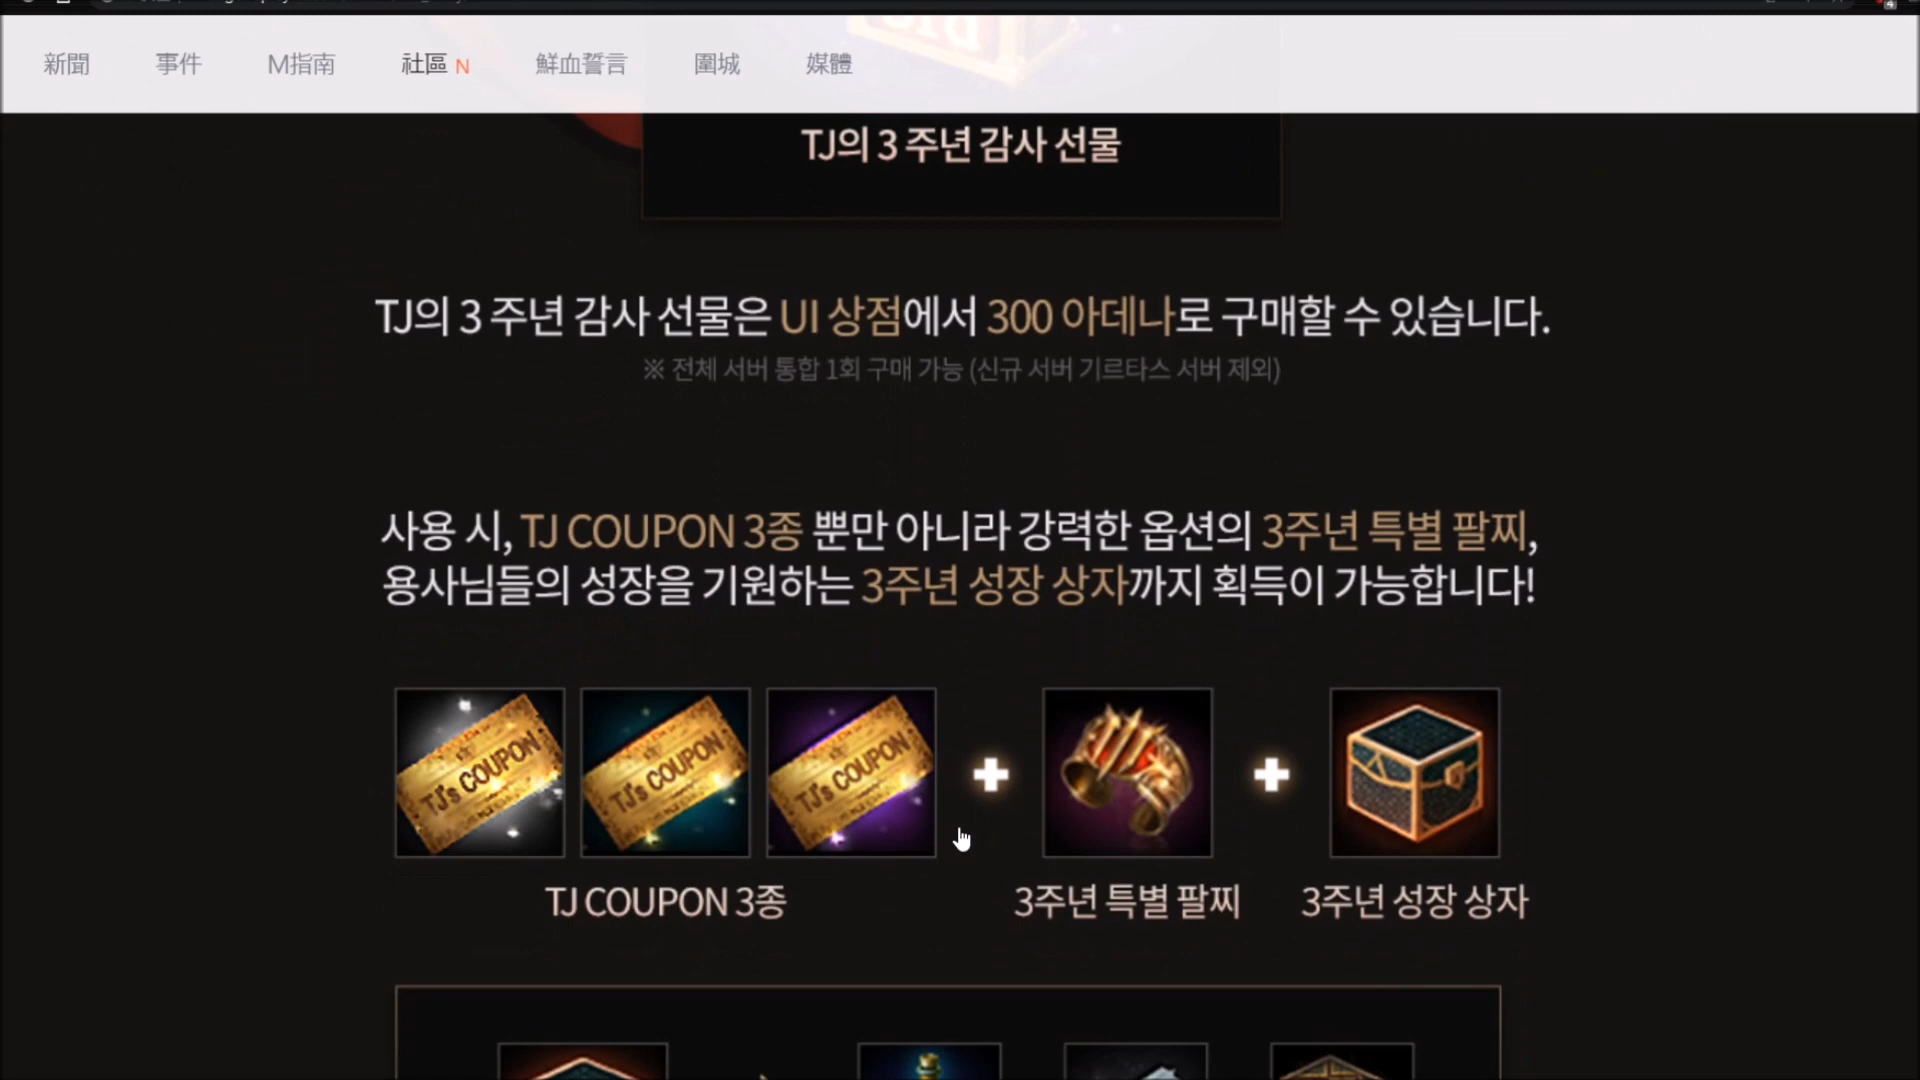 新聞 事件 M指南 社區 N 鮮血誓言 圍城 媒體
TJ의 3 주년 감사 선물
TJ의 3 주년 감사 선물은 UI 상점에서 300 아데나로 구매할 수 있습니다.
※ 전체 서버 통합 1회 구매 가능 (신규 서버 기르타스 서버 제외)
사용 시, TJ COUPON 3종 뿐만 아니라 강력한 옵션의 3주년 특별 팔찌,
용사님들의 성장을 기원하는 3주년 성장 상자까지 획득이 가능합니다!
TJ's COUPON TJ's COUPON TJ's COUPON
TJ COUPON 3종 3주년 특별 팔찌 3주년 성장 상자